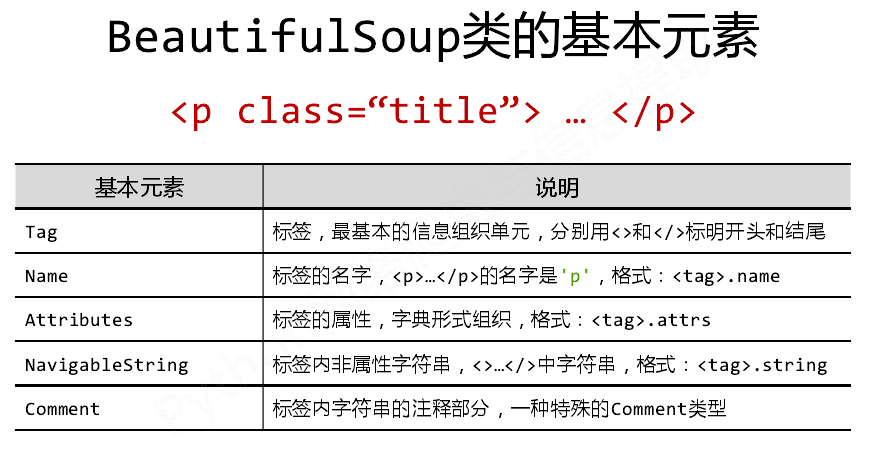 BeautifulSoup类的基本元素
<p class=“title”> … </p>
基本元素 说明
Tag 标签，最基本的信息组织单元，分别用<>和</>标明开头和结尾
Name 标签的名字，<p>…</p>的名字是'p'，格式：<tag>.name
Attributes 标签的属性，字典形式组织，格式：<tag>.attrs
NavigableString 标签内非属性字符串，<>…</>中字符串，格式：<tag>.string
Comment 标签内字符串的注释部分，一种特殊的Comment类型